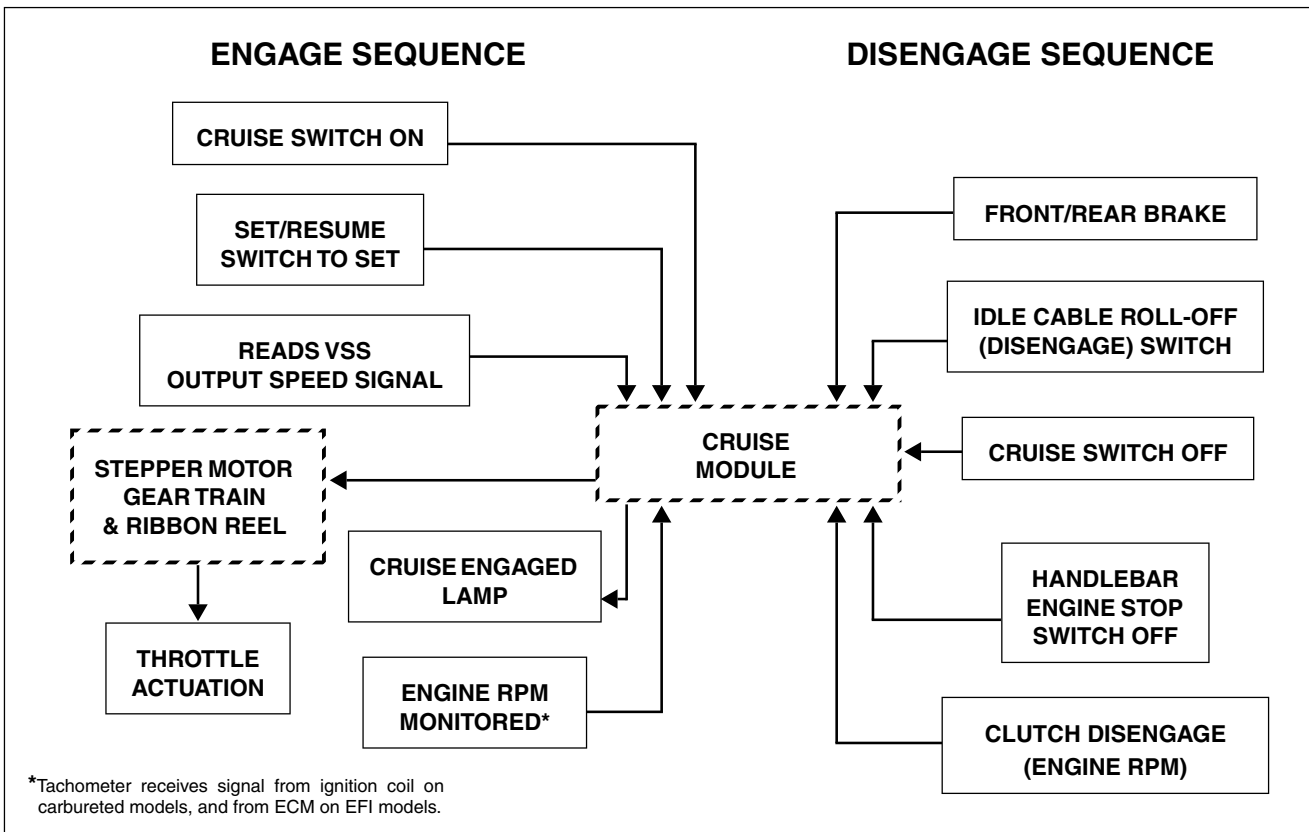 ENGAGE SEQUENCE
DISENGAGE SEQUENCE
CRUISE SWITCH ON
SET/RESUME
SWITCH TO SET
READS VSS
OUTPUT SPEED SIGNAL
STEPPER MOTOR
GEAR TRAIN
& RIBBON REEL
THROTTLE
ACTUATION
CRUISE ENGAGED
LAMP
ENGINE RPM
MONITORED*
CRUISE
MODULE
FRONT/REAR BRAKE
IDLE CABLE ROLL-OFF
(DISENGAGE) SWITCH
CRUISE SWITCH OFF
HANDLEBAR
ENGINE STOP
SWITCH OFF
CLUTCH DISENGAGE
(ENGINE RPM)
*Tachometer receives signal from ignition coil on
carbureted models, and from ECM on EFI models.